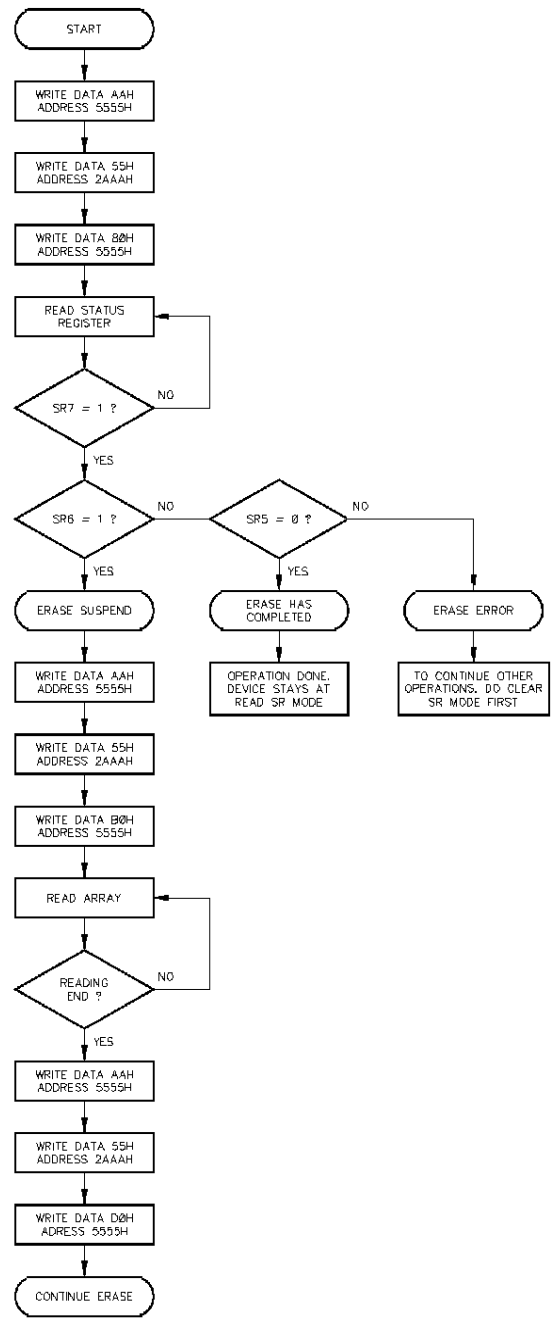 START
WRITE DATA AAH
ADDRESS 5555H
WRITE DATA 55H
ADDRESS 2AAAH
WRITE DATA BØH
ADDRESS 5555H
READ STATUS
REGISTER
SR7 = 1 ?
NO
YES
SR6 = 1 ?
NO
SR5 = Ø ?
NO
YES
YES
ERASE SUSPEND
ERASE HAS
COMPLETED
ERASE ERROR
WRITE DATA AAH
ADDRESS 5555H
OPERATION DONE.
DEVICE STAYS AT
READ SR MODE
TO CONTINUE OTHER
OPERATIONS. DO CLEAR
SR MODE FIRST
WRITE DATA 55H
ADDRESS 2AAAH
WRITE DATA BØH
ADDRESS 5555H
READ ARRAY
READING
END ?
NO
YES
WRITE DATA AAH
ADDRESS 5555H
WRITE DATA 55H
ADDRESS 2AAAH
WRITE DATA DØH
ADRESS 5555H
CONTINUE ERASE